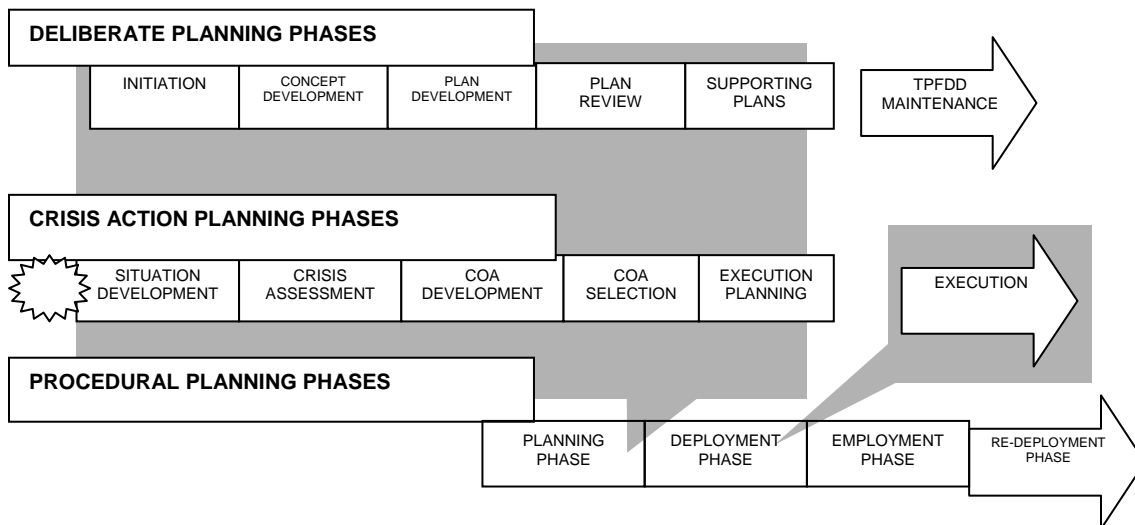 DELIBERATE PLANNING PHASES
INITIATION
CONCEPT
DEVELOPMENT
PLAN
DEVELOPMENT
PLAN
REVIEW
SUPPORTING
PLANS
TPFDD
MAINTENANCE
CRISIS ACTION PLANNING PHASES
SITUATION
DEVELOPMENT
CRISIS
ASSESSMENT
COA
DEVELOPMENT
COA
SELECTION
EXECUTION
PLANNING
EXECUTION
PROCEDURAL PLANNING PHASES
PLANNING
PHASE
DEPLOYMENT
PHASE
EMPLOYMENT
PHASE
RE-DEPLOYMENT
PHASE